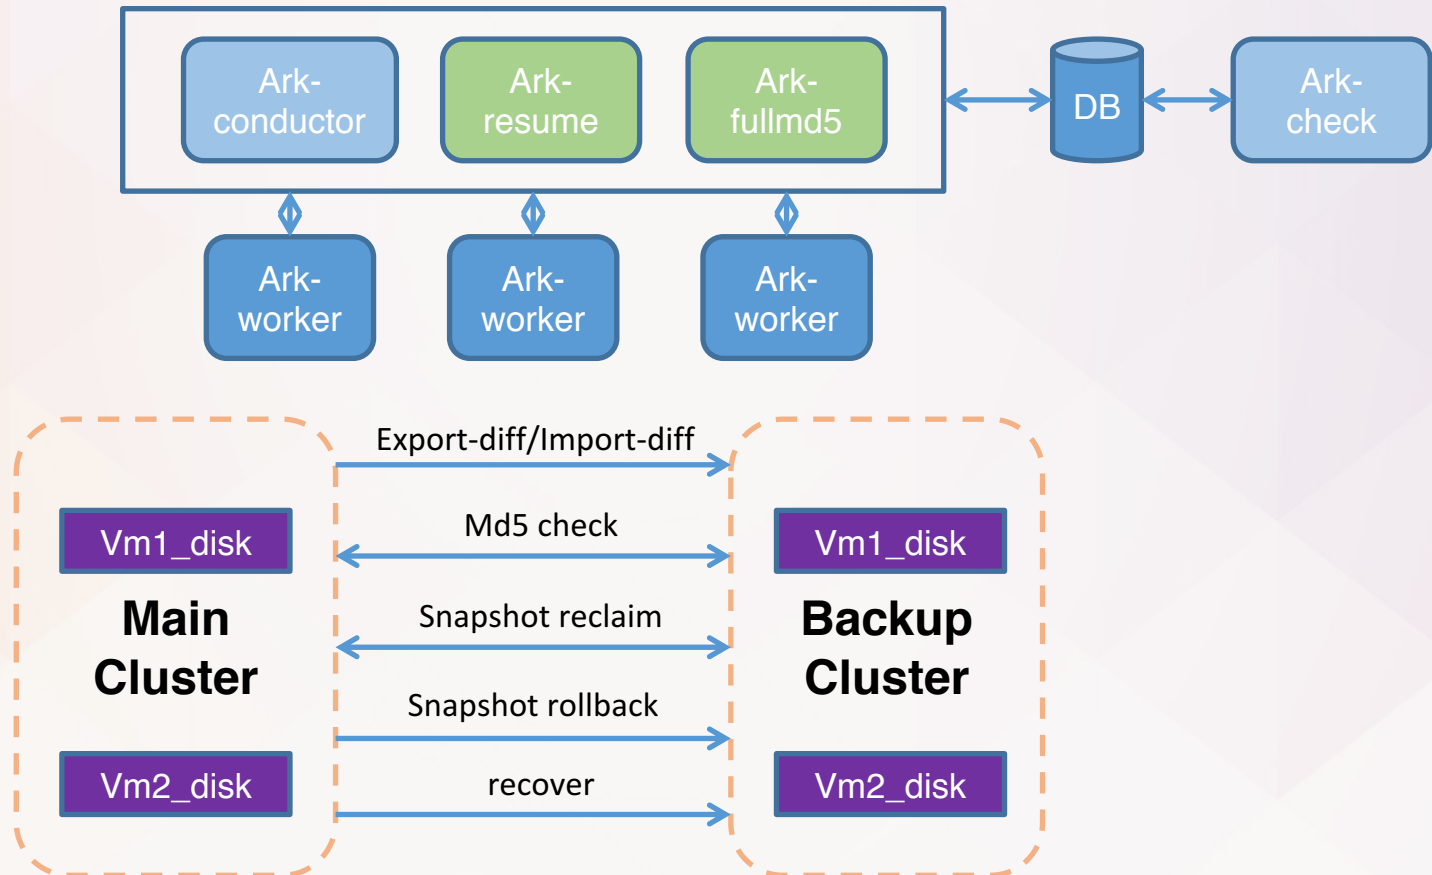 Ark-
conductor
Ark-
resume
Ark-
fullmd5
DB
Ark-
check
Ark-
worker
Ark-
worker
Ark-
worker
Export-diff/Import-diff
Md5 check
Snapshot reclaim
Snapshot rollback
recover
Vm1_disk
Main
Cluster
Vm2_disk
Vm1_disk
Backup
Cluster
Vm2_disk